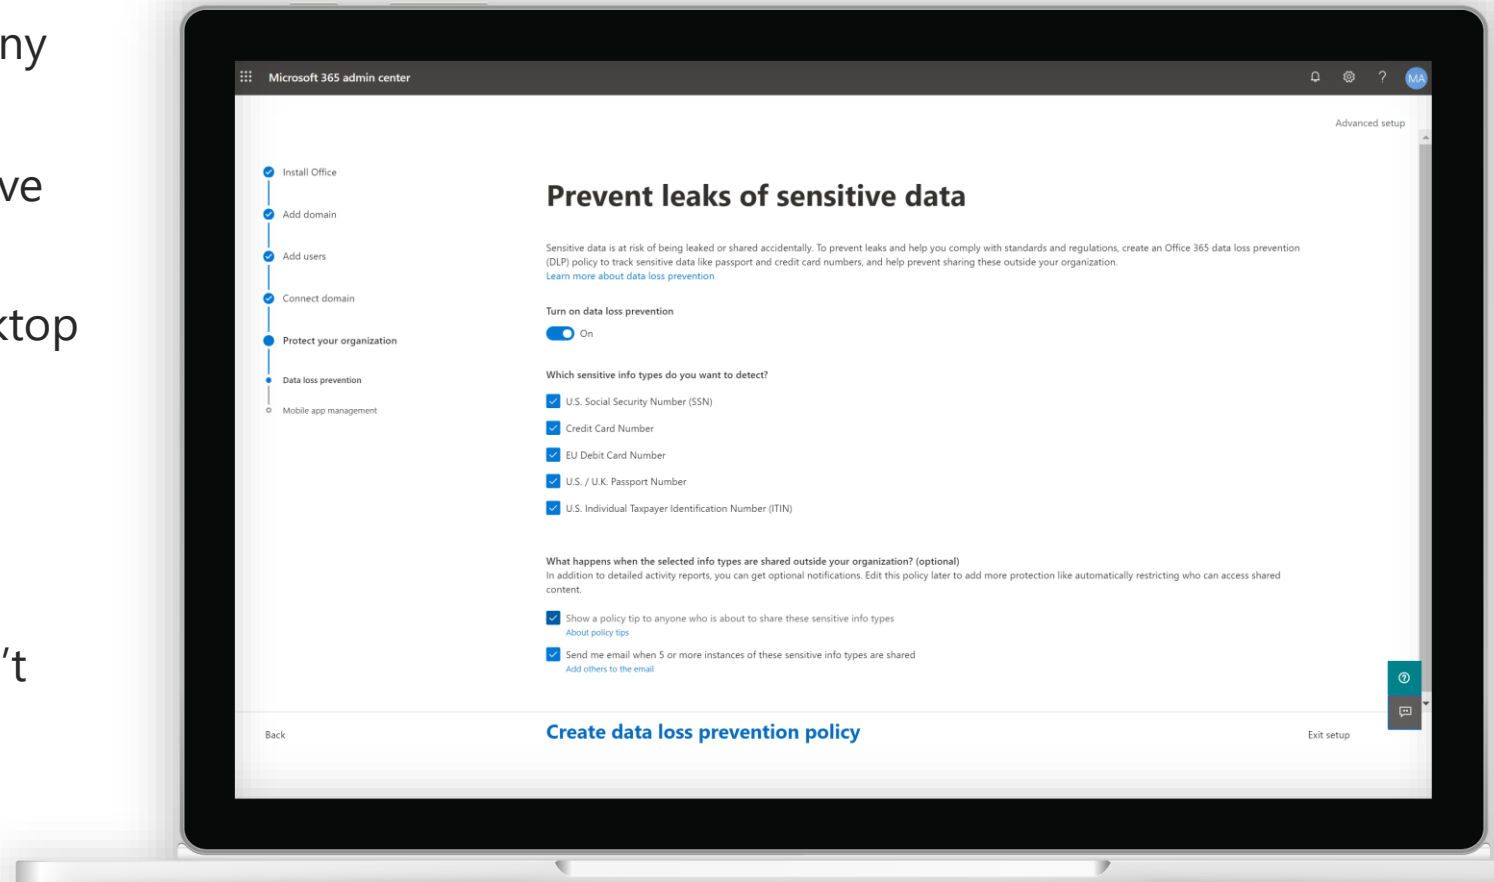 ny
ve
ktop
't
Microsoft 365 admin center
?
MA
Advanced setup
Install Office
Add domain
Add users
Connect domain
Protect your organization
Data loss prevention
Mobile app management
Prevent leaks of sensitive data
Sensitive data is at risk of being leaked or shared accidentally. To prevent leaks and help you comply with standards and regulations, create an Office 365 data loss prevention
(DLP) policy to track sensitive data like passport and credit card numbers, and help prevent sharing these outside your organization.
Learn more about data loss prevention
Turn on data loss prevention
On
Which sensitive info types do you want to detect?
U.S. Social Security Number (SSN)
Credit Card Number
EU Debit Card Number
U.S. / U.K. Passport Number
U.S. Individual Taxpayer Identification Number (ITIN)
What happens when the selected info types are shared outside your organization? (optional)
In addition to detailed activity reports, you can get optional notifications. Edit this policy later to add more protection like automatically restricting who can access shared
content.
Show a policy tip to anyone who is about to share these sensitive info types
About policy tips
Send me email when 5 or more instances of these sensitive info types are shared
Add others to the email
Back
Create data loss prevention policy
Exit setup